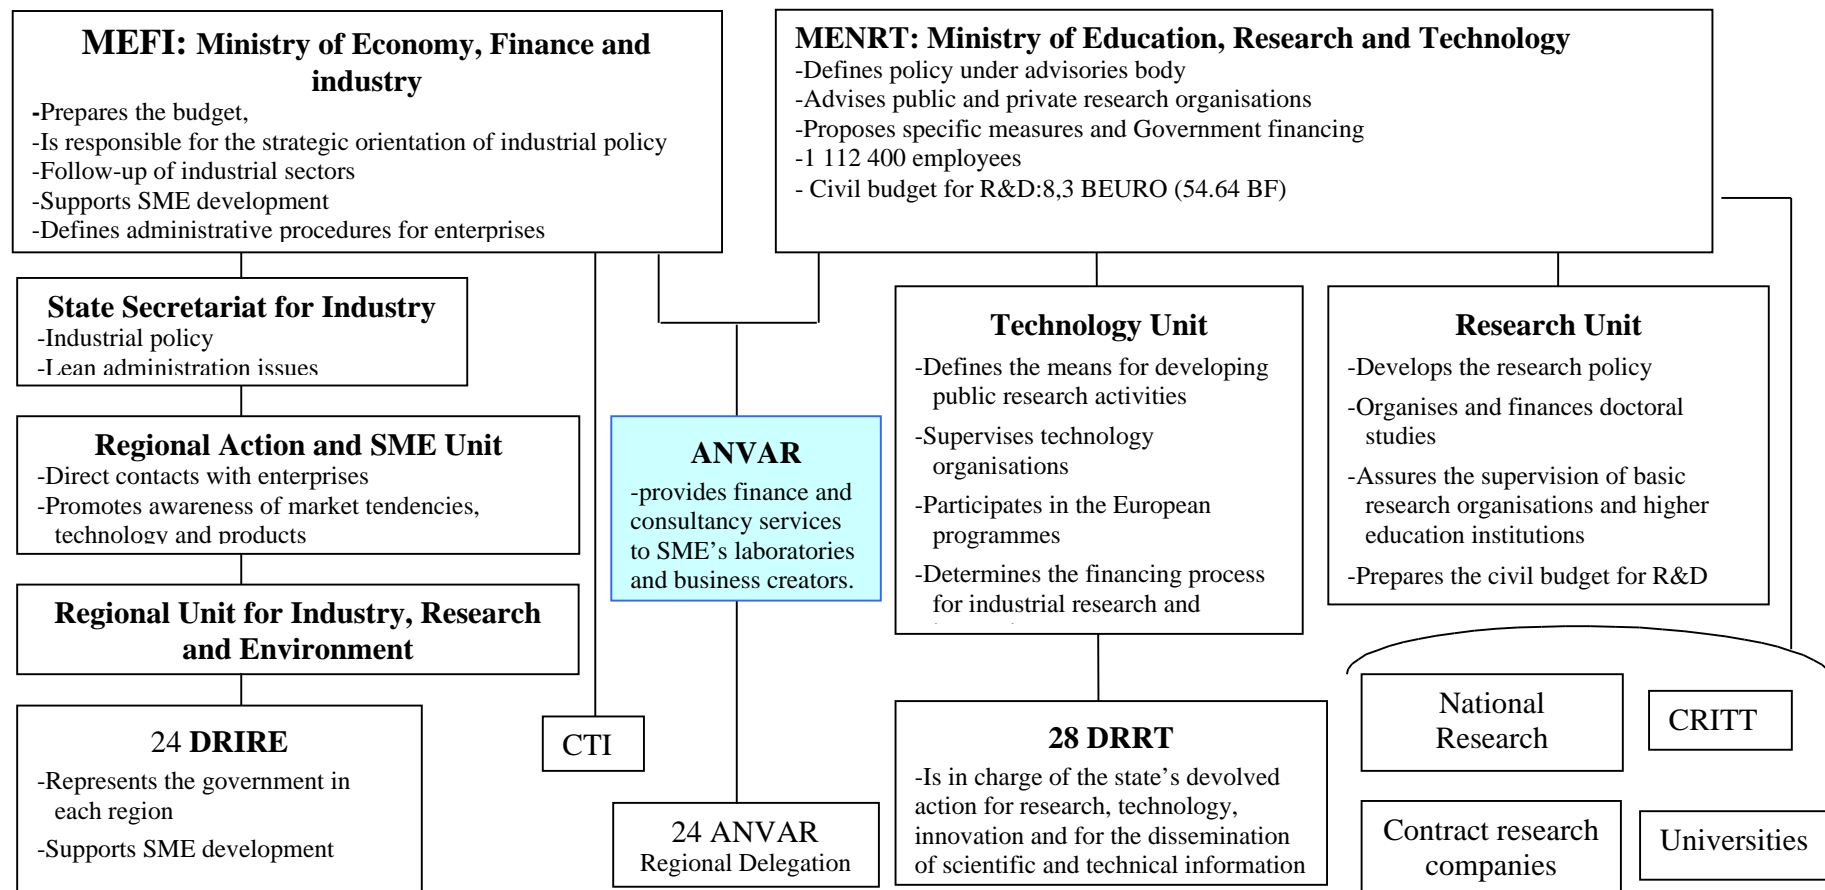 MEFI: Ministry of Economy, Finance and
industry
-Prepares the budget,
-Is responsible for the strategic orientation of industrial policy
-Follow-up of industrial sectors
-Supports SME development
-Defines administrative procedures for enterprises
MENRT: Ministry of Education, Research and Technology
-Defines policy under advisories body
-Advises public and private research organisations
-Proposes specific measures and Government financing
-1 112 400 employees
- Civil budget for R&D:8,3 BEURO (54.64 BF)
State Secretariat for Industry
-Industrial policy
-Lean administration issues
Regional Action and SME Unit
-Direct contacts with enterprises
-Promotes awareness of market tendencies,
technology and products
Regional Unit for Industry, Research
and Environment
24 DRIRE
-Represents the government in
each region
-Supports SME development
CTI
ANVAR
-provides finance and
consultancy services
to SME’s laboratories
and business creators.
24 ANVAR
Regional Delegation
Technology Unit
-Defines the means for developing
public research activities
-Supervises technology
organisations
-Participates in the European
programmes
-Determines the financing process
for industrial research and
28 DRRT
-Is in charge of the state’s devolved
action for research, technology,
innovation and for the dissemination
of scientific and technical information
Research Unit
-Develops the research policy
-Organises and finances doctoral
studies
-Assures the supervision of basic
research organisations and higher
education institutions
-Prepares the civil budget for R&D
National
Research
CRITT
Contract research
companies
Universities